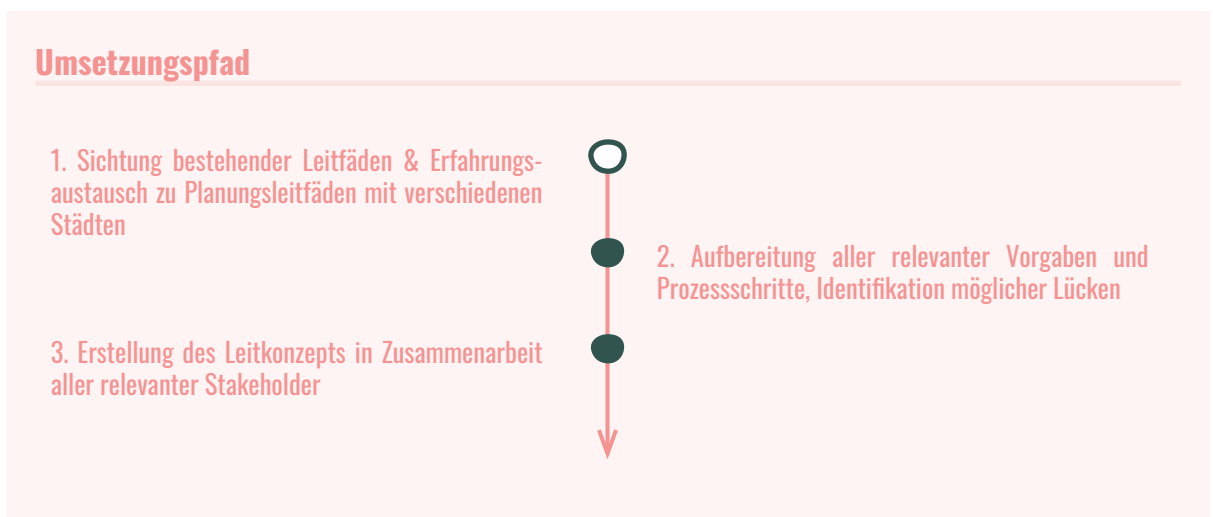 Umsetzungspfad
1. Sichtung bestehender Leitfäden & Erfahrungs-
austausch zu Planungsleitfäden mit verschiedenen
Städten
2. Aufbereitung aller relevanter Vorgaben und
Prozessschritte, Identifikation möglicher Lücken
3. Erstellung des Leitkonzepts in Zusammenarbeit
aller relevanter Stakeholder